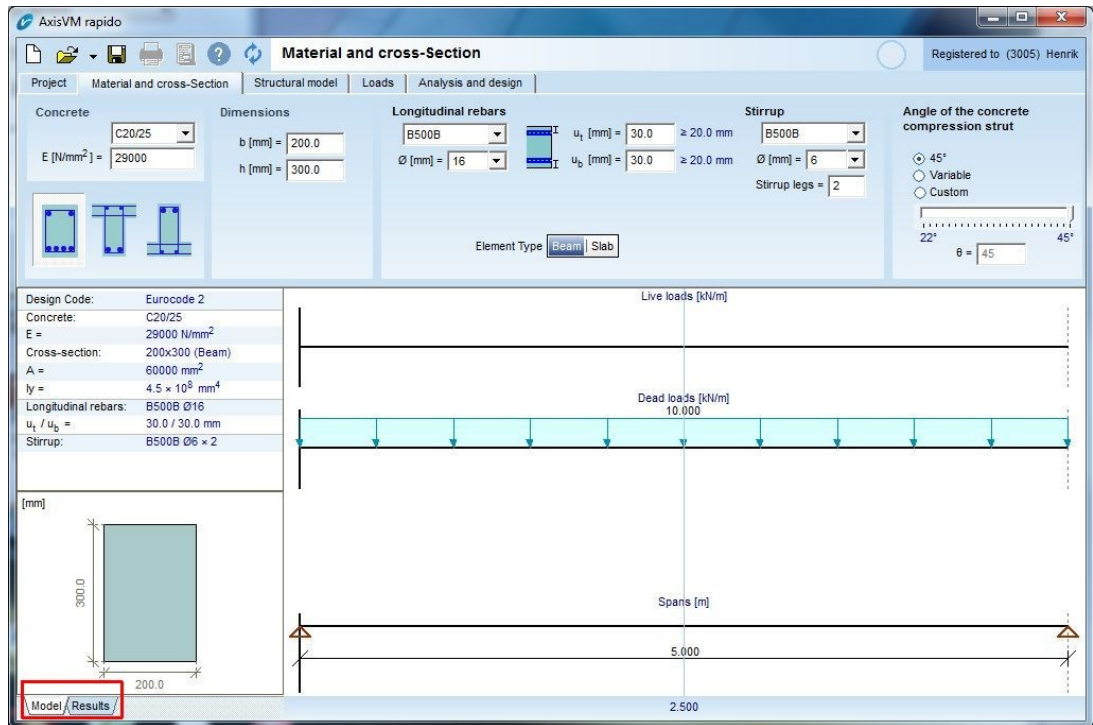 AxisVM rapido
Material and cross-Section
Registered to (3005) Henrik
Project Material and cross-Section Structural model Loads Analysis and design
Concrete
C20/25
E [N/mm²] = 29000
Dimensions
b [mm] = 200.0
h [mm] = 300.0
Longitudinal rebars
B500B
Ø [mm] = 16
uₜ [mm] = 30.0 ≥ 20.0 mm
u_b [mm] = 30.0 ≥ 20.0 mm
Element Type Beam Slab
Stirrup
B500B
Ø [mm] = 6
Stirrup legs = 2
Angle of the concrete
compression strut
45°
Variable
Custom
22° 45°
θ = 45
Design Code: Eurocode 2
Concrete: C20/25
E = 29000 N/mm²
Cross-section: 200x300 (Beam)
A = 60000 mm²
Iy = 4.5 × 10⁸ mm⁴
Longitudinal rebars: B500B Ø16
uₜ / u_b = 30.0 / 30.0 mm
Stirrup: B500B Ø6 × 2
[mm]
300.0
200.0
Model Results
Live loads [kN/m]
Dead loads [kN/m]
10.000
Spans [m]
5.000
2.500